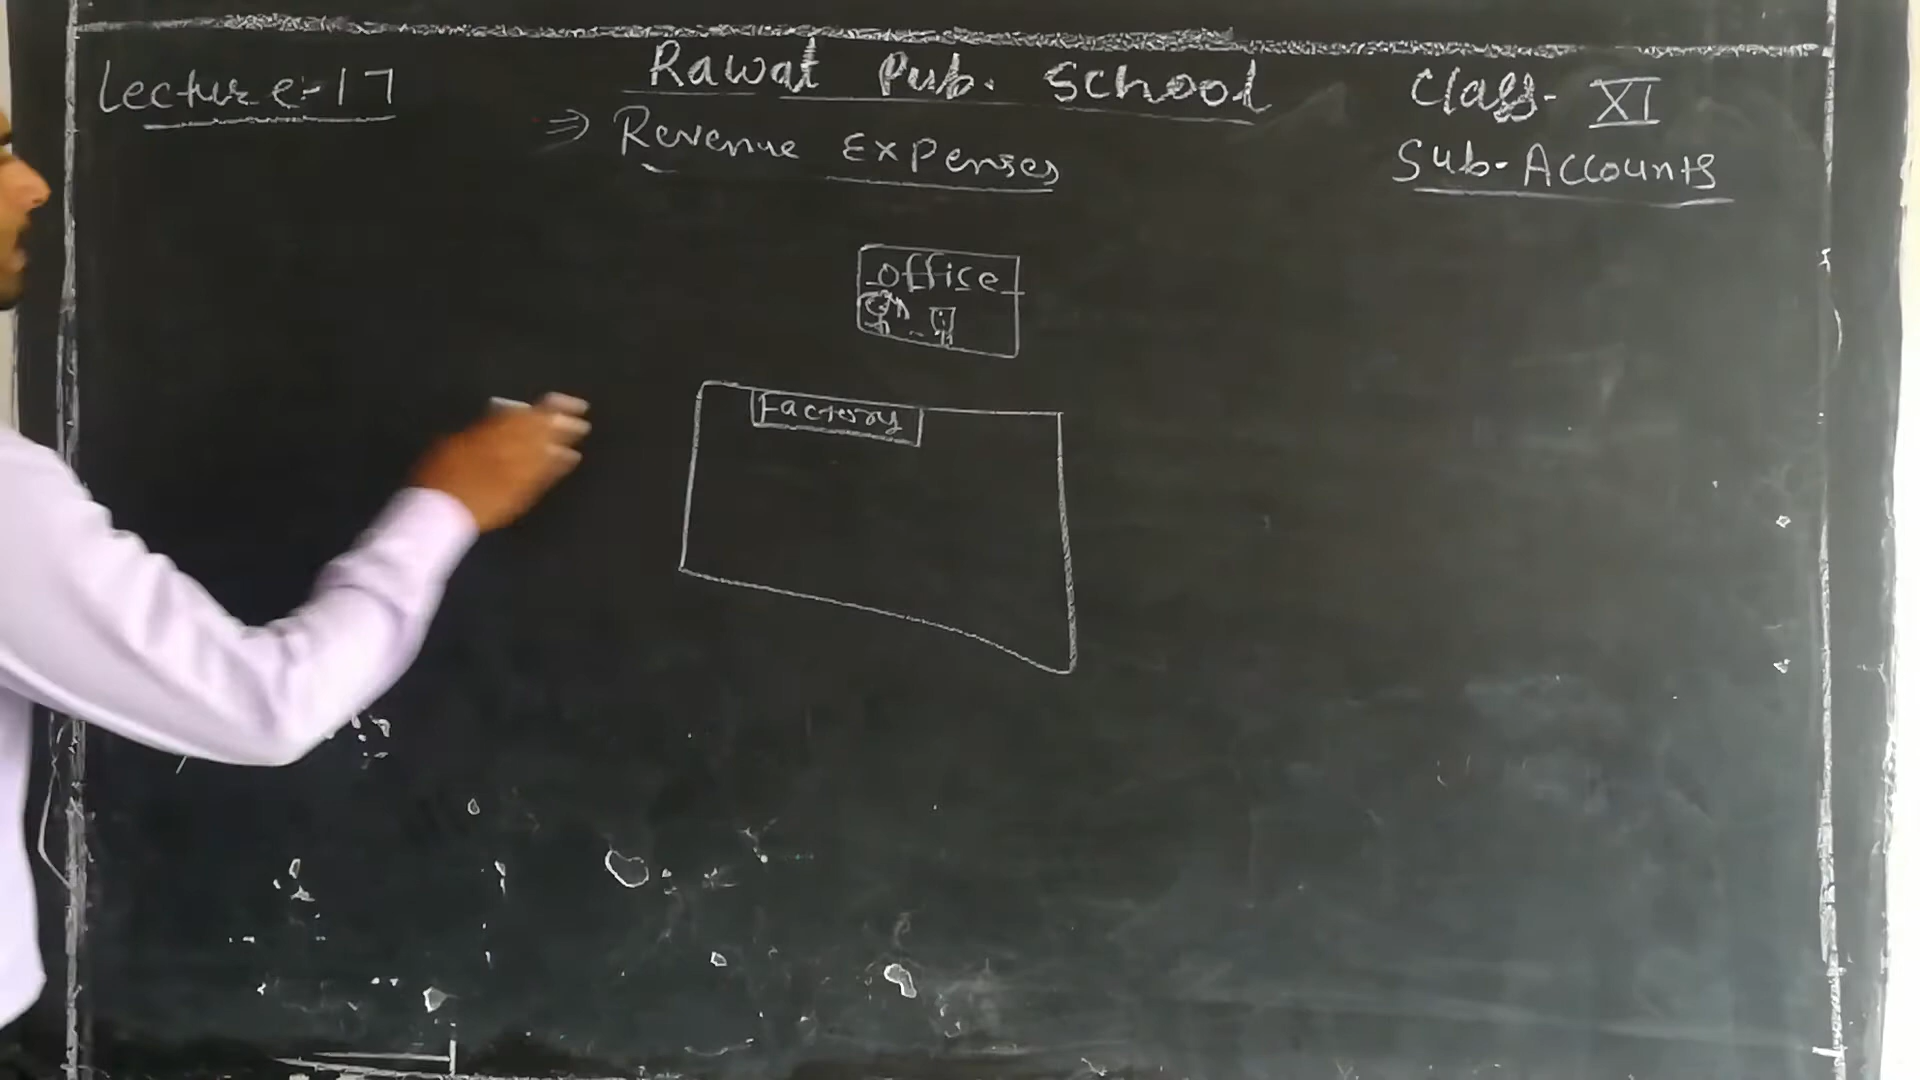 Lecture:-17
Rawat Pub. School
Class- XI
⇒ Revenue Expenses
Sub- Accounts
office
Factory